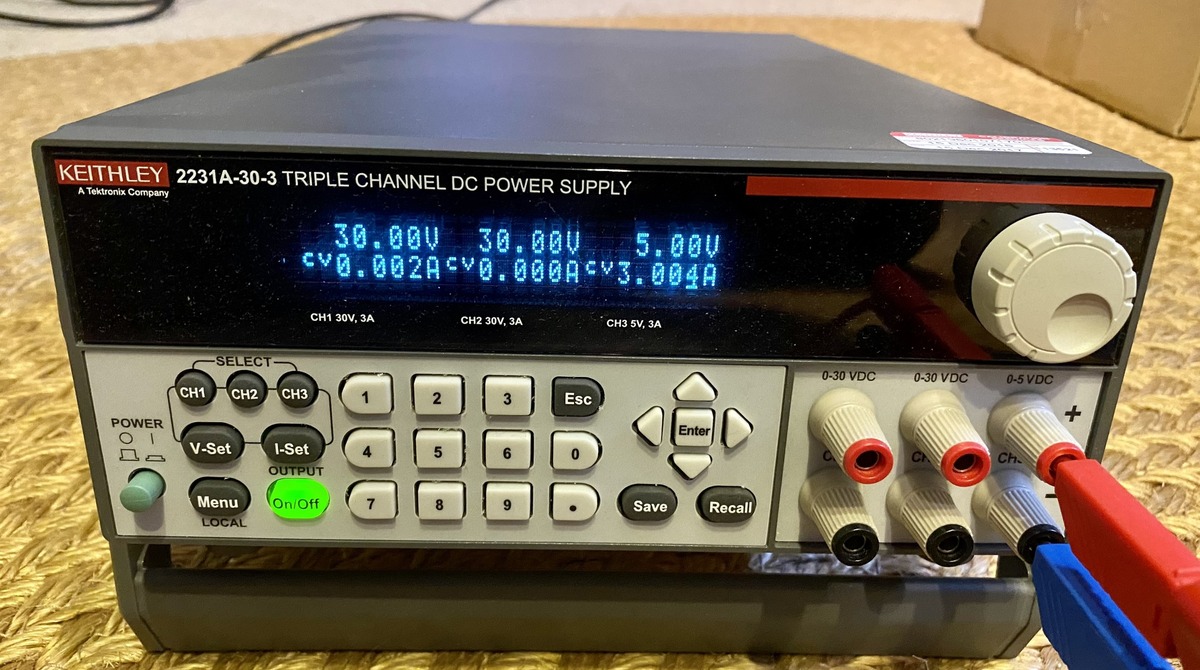 KEITHLEY
A Tektronix Company
2231A-30-3 TRIPLE CHANNEL DC POWER SUPPLY
30.00V 30.00V 5.00V
cv0.002A cv0.000A cv3.004A
CH1 30V, 3A CH2 30V, 3A CH3 5V, 3A
SELECT
CH1 CH2 CH3
V-Set I-Set
POWER
O I
OUTPUT
Menu On/Off
LOCAL
1 2 3 Esc
4 5 6 0
7 8 9 .
Enter
Save Recall
0-30 VDC 0-30 VDC 0-5 VDC
+
-